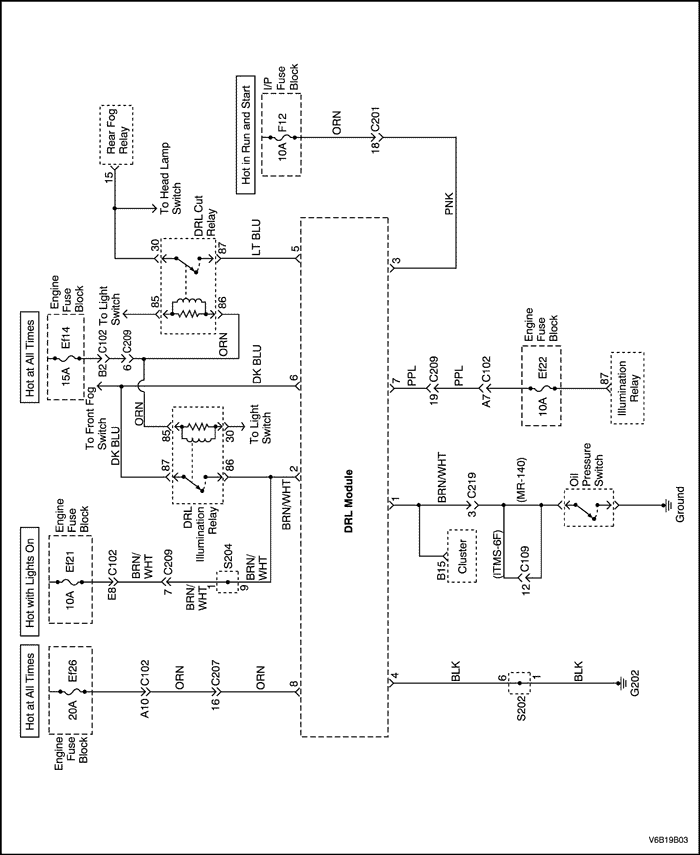 Hot at All Times
Engine
Fuse
Block
20A
Ef26
A10
C102
ORN
16
C207
ORN
8
Hot with Lights On
Engine
Fuse
Block
10A
Ef21
E8
C102
BRN/
WHT
7
C209
BRN/
WHT
1
S204
9
BRN/
WHT
BRN/WHT
2
Hot at All Times
Engine
Fuse
Block
15A
Ef14
B2
C102
6
C209
To Light
Switch
To Front Fog
Switch
DK BLU
ORN
87
85
DRL
Illumination
Relay
86
30
To Light
Switch
DK BLU
6
ORN
Rear Fog
Relay
15
To Head Lamp
Switch
30
85
DRL Cut
Relay
87
86
LT BLU
5
Hot in Run and Start
I/P
Fuse
Block
10A
F12
ORN
18
C201
PNK
3
DRL Module
4
BLK
6
S202
1
BLK
G202
1
BRN/WHT
B15
Cluster
3
C219
(ITMS-6F)
(MR-140)
12
C109
Oil
Pressure
Switch
Ground
7
PPL
19
C209
PPL
A7
C102
Engine
Fuse
Block
10A
Ef22
87
Illumination
Relay
V6B19B03